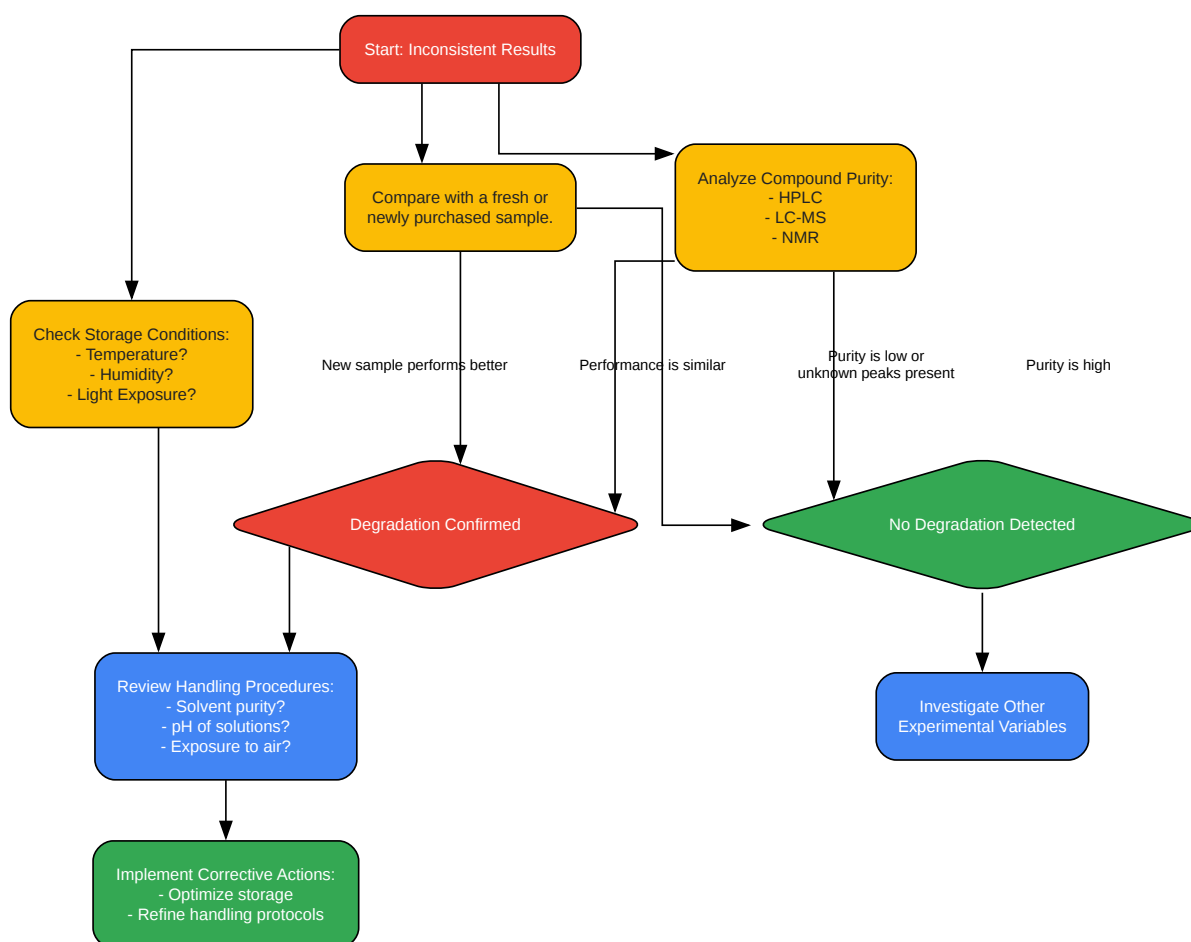 Start: Inconsistent Results
Compare with a fresh or
newly purchased sample.
Analyze Compound Purity:
- HPLC
- LC-MS
- NMR
Check Storage Conditions:
- Temperature?
- Humidity?
- Light Exposure?
New sample performs better
Performance is similar
Purity is low or
unknown peaks present
Purity is high
Degradation Confirmed
No Degradation Detected
Review Handling Procedures:
- Solvent purity?
- pH of solutions?
- Exposure to air?
Investigate Other
Experimental Variables
Implement Corrective Actions:
- Optimize storage
- Refine handling protocols